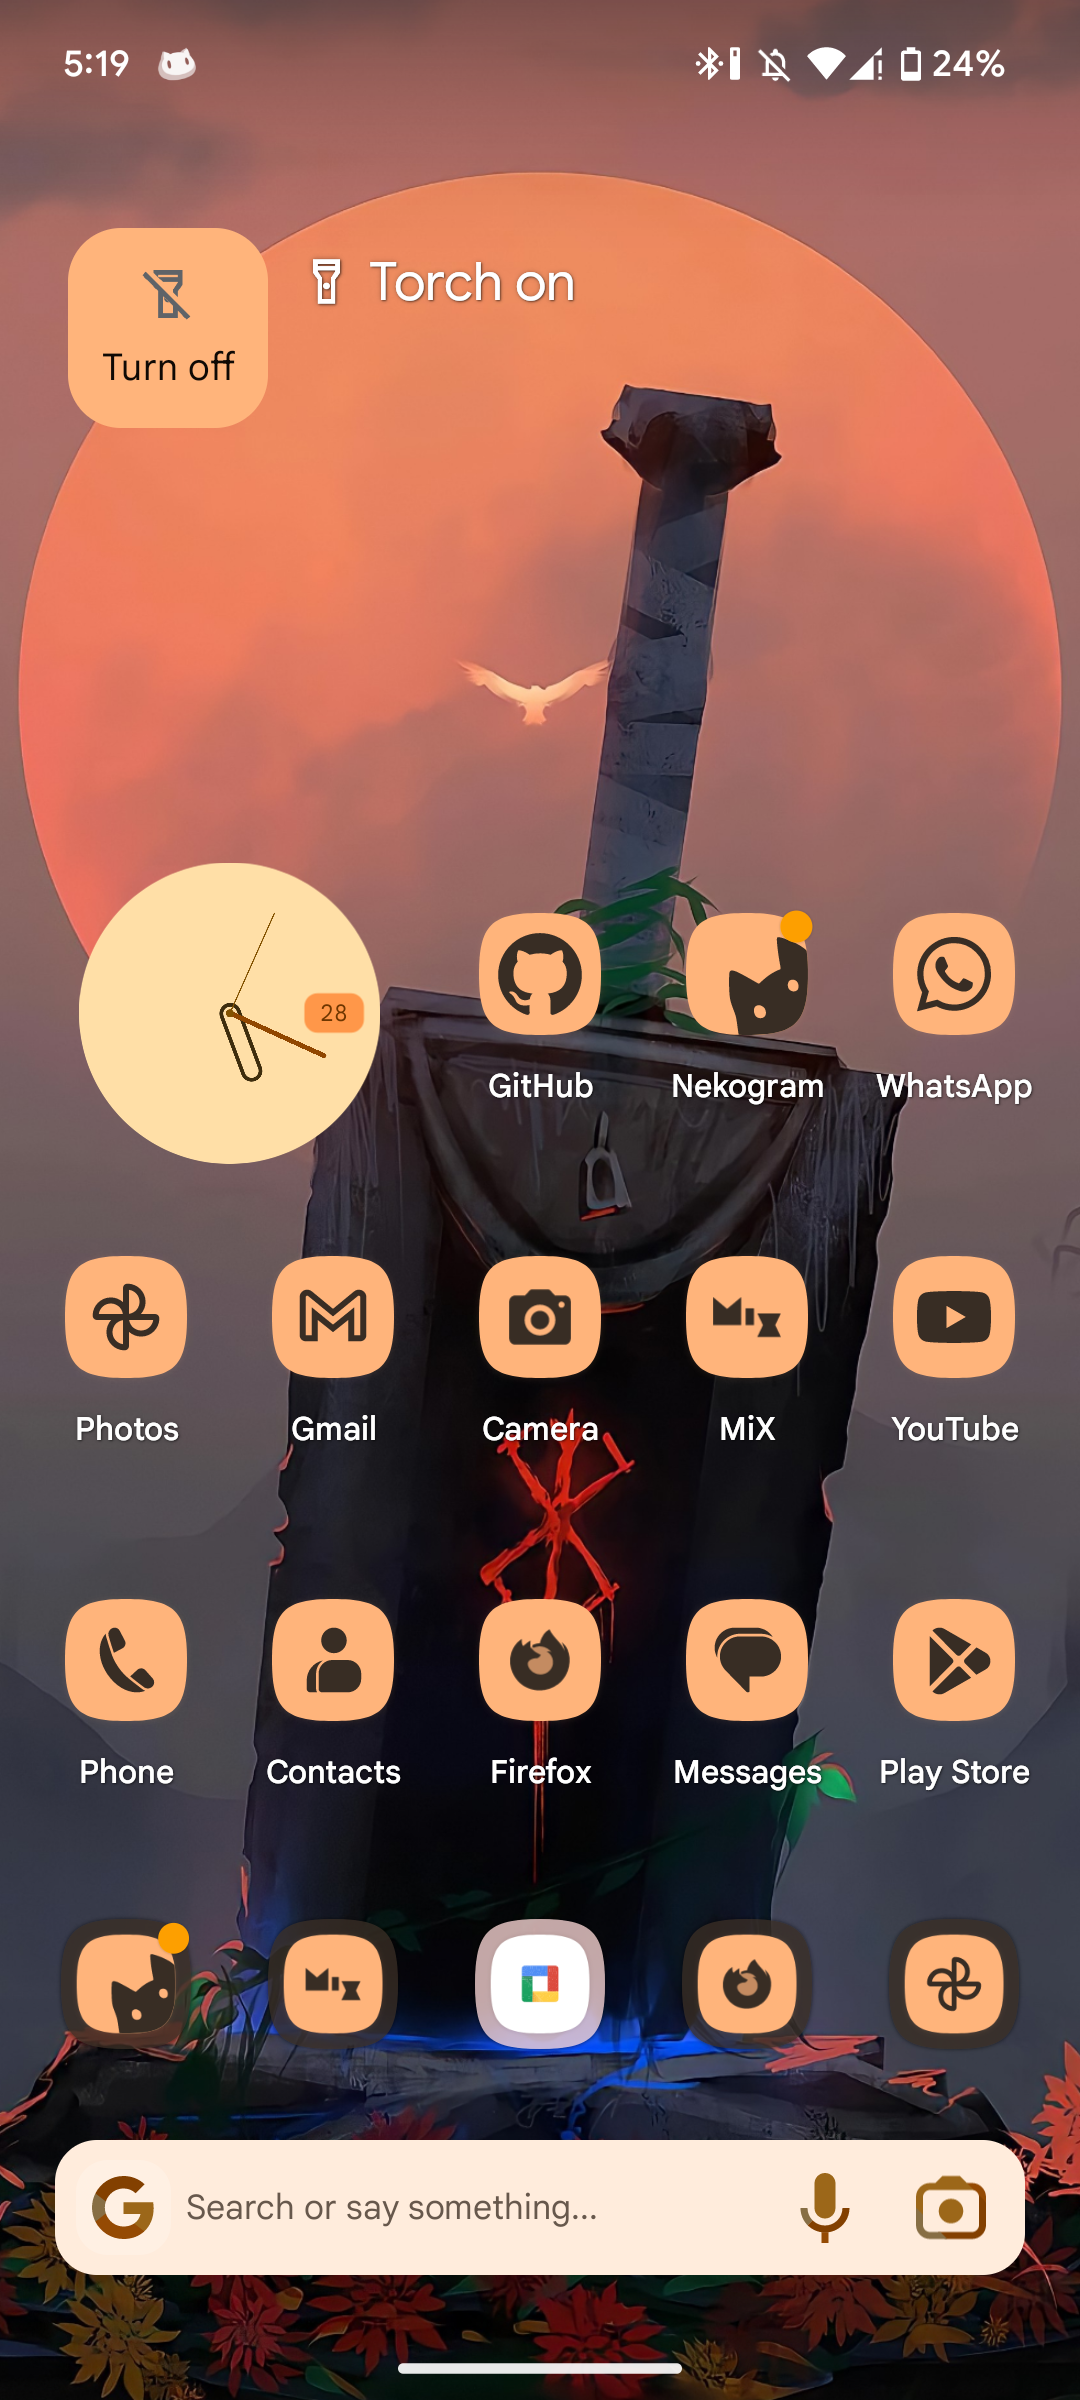 5:19
24%
Torch on
Turn off
28
GitHub
Nekogram
WhatsApp
Photos
Gmail
Camera
MiX
YouTube
Phone
Contacts
Firefox
Messages
Play Store
Search or say something...